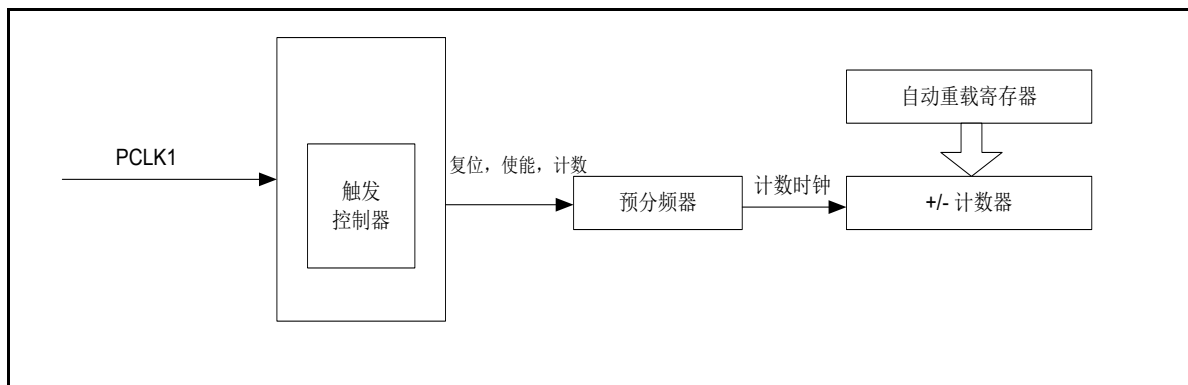 PCLK1
触发
控制器
复位，使能，计数
预分频器
计数时钟
自动重载寄存器
+/- 计数器